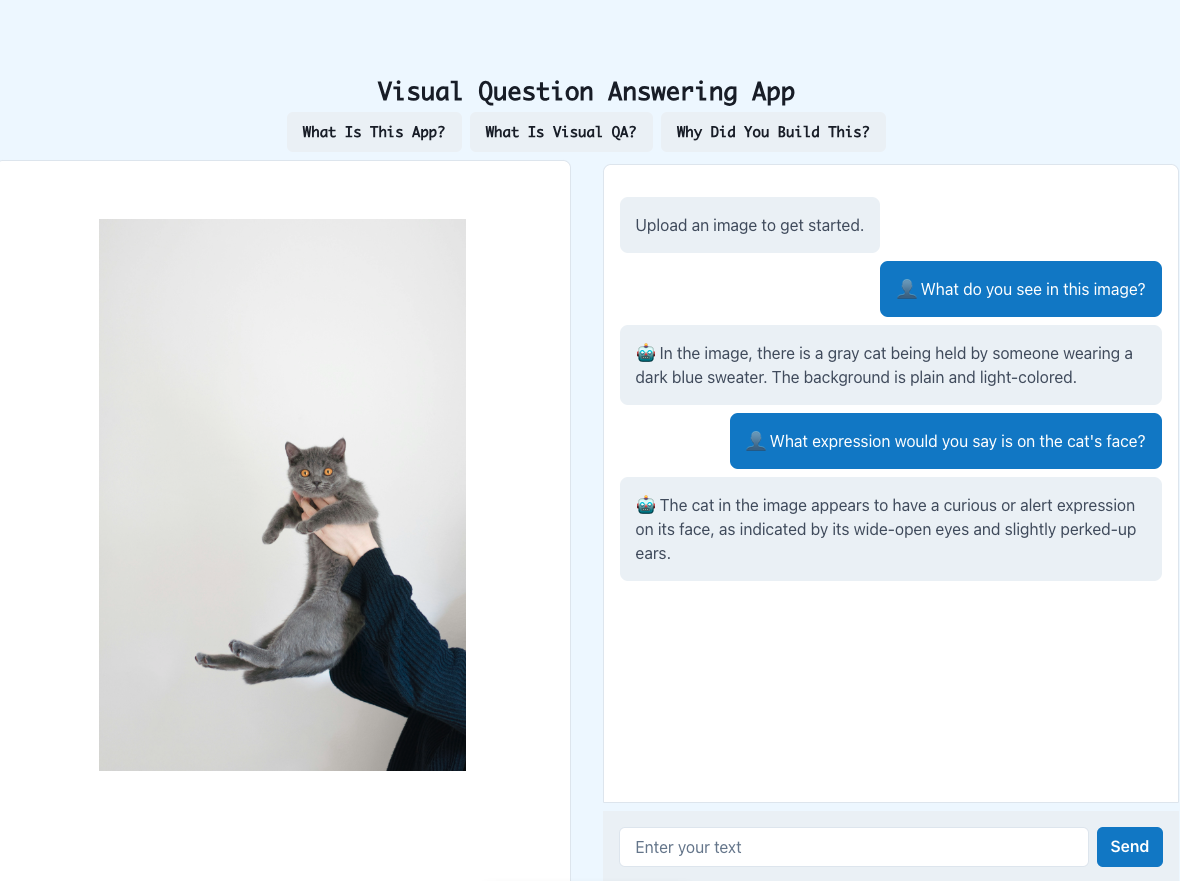 Visual Question Answering App
What Is This App?
What Is Visual QA?
Why Did You Build This?
Upload an image to get started.
👤 What do you see in this image?
🤖 In the image, there is a gray cat being held by someone wearing a
dark blue sweater. The background is plain and light-colored.
👤 What expression would you say is on the cat's face?
🤖 The cat in the image appears to have a curious or alert expression
on its face, as indicated by its wide-open eyes and slightly perked-up
ears.
Enter your text
Send